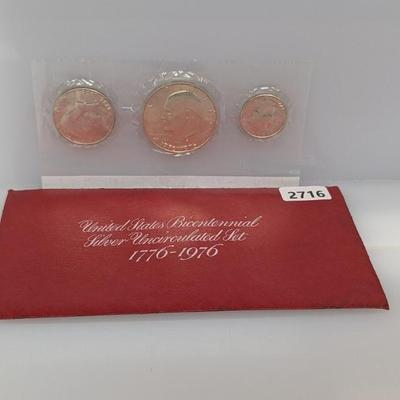 2716
United States Bicentennial
Silver Uncirculated Set
1776-1976